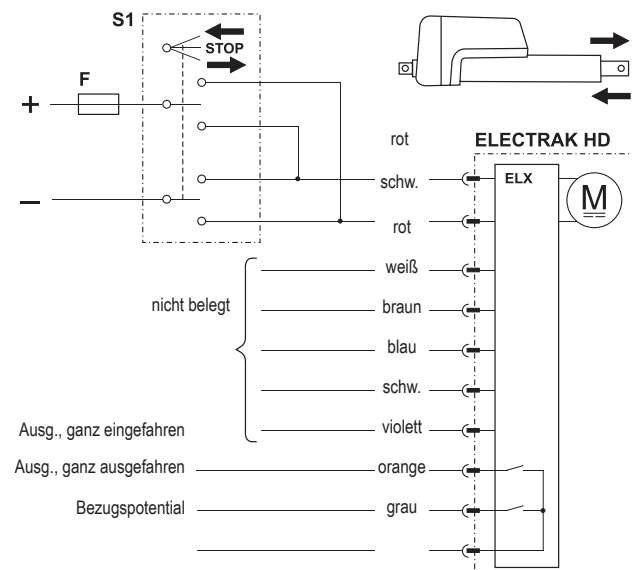 S1
STOP
F
+
—
rot
ELECTRAK HD
schw.
ELX
M
rot
weiß
nicht belegt
braun
blau
schw.
Ausg., ganz eingefahren
violett
Ausg., ganz ausgefahren
orange
Bezugspotential
grau